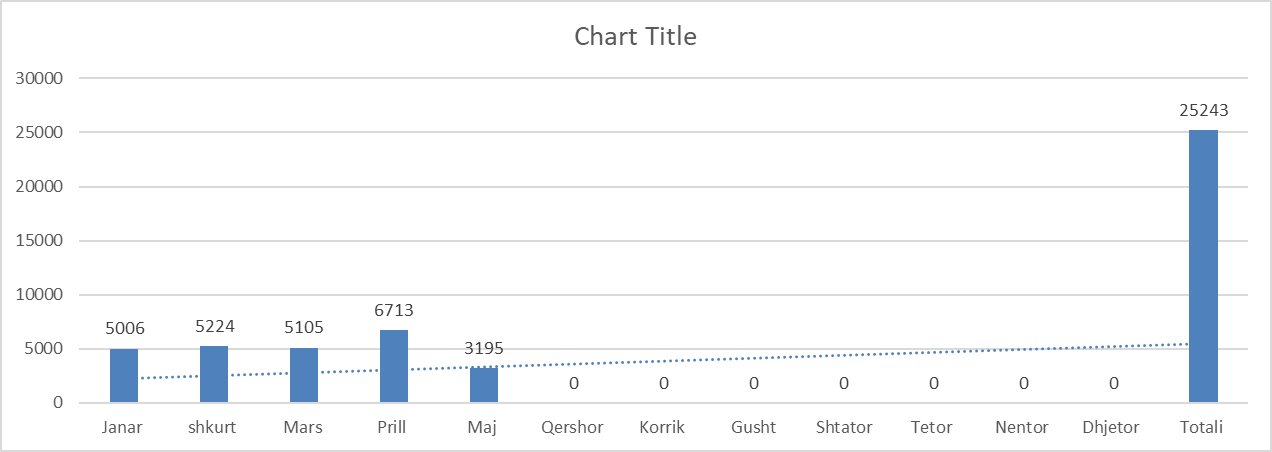 Chart Title
30000
25000
20000
15000
10000
5000
0
5006 5224 5105 6713 3195 0 0 0 0 0 0 0 25243
Janar shkurt Mars Prill Maj Qershor Korrik Gusht Shtator Tetor Nentor Dhjetor Totali